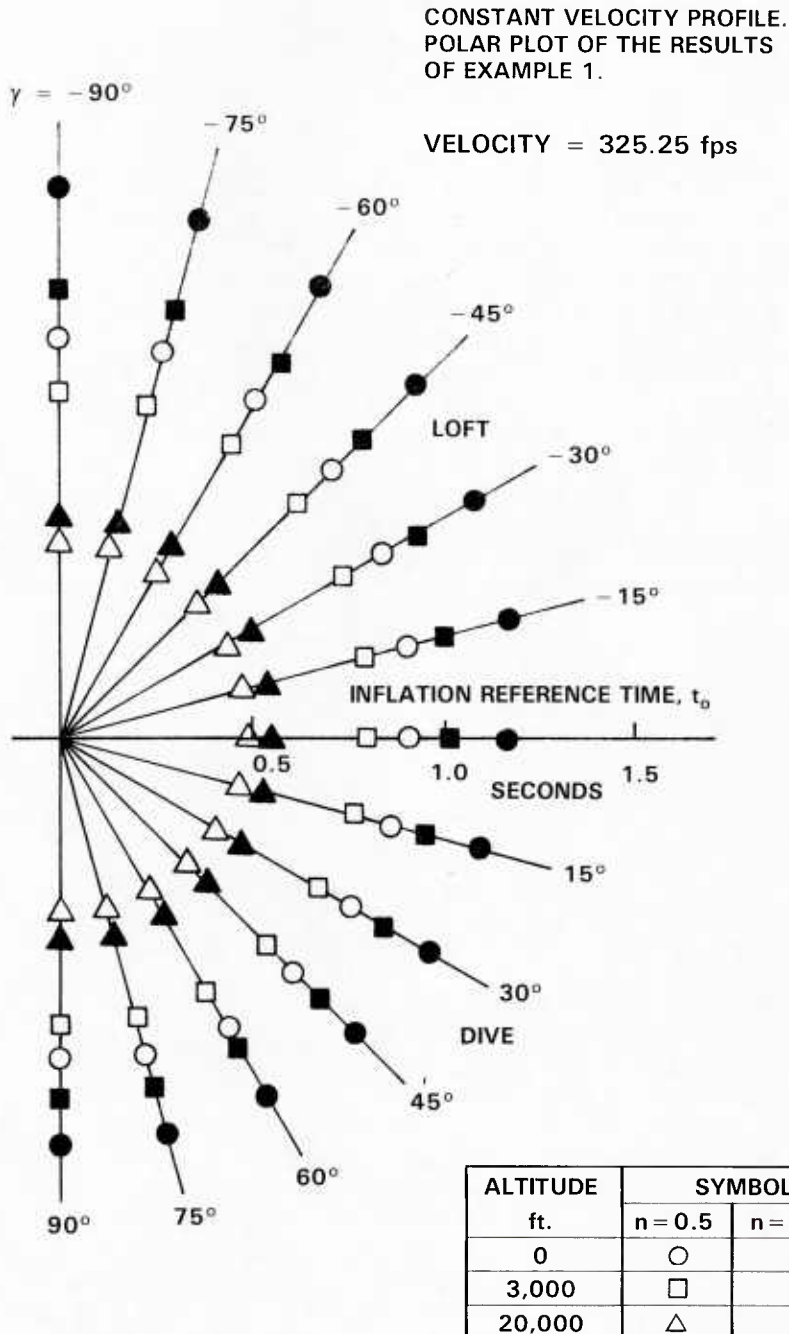 CONSTANT VELOCITY PROFILE.
POLAR PLOT OF THE RESULTS
OF EXAMPLE 1.
γ = −90°
−75°
VELOCITY = 325.25 fps
−60°
−45°
LOFT
−30°
−15°
INFLATION REFERENCE TIME, t₀
0.5
1.0
1.5
SECONDS
15°
30°
DIVE
45°
60°
75°
90°
ALTITUDE SYMBOL
ft. n = 0.5 n =
0
3,000
20,000